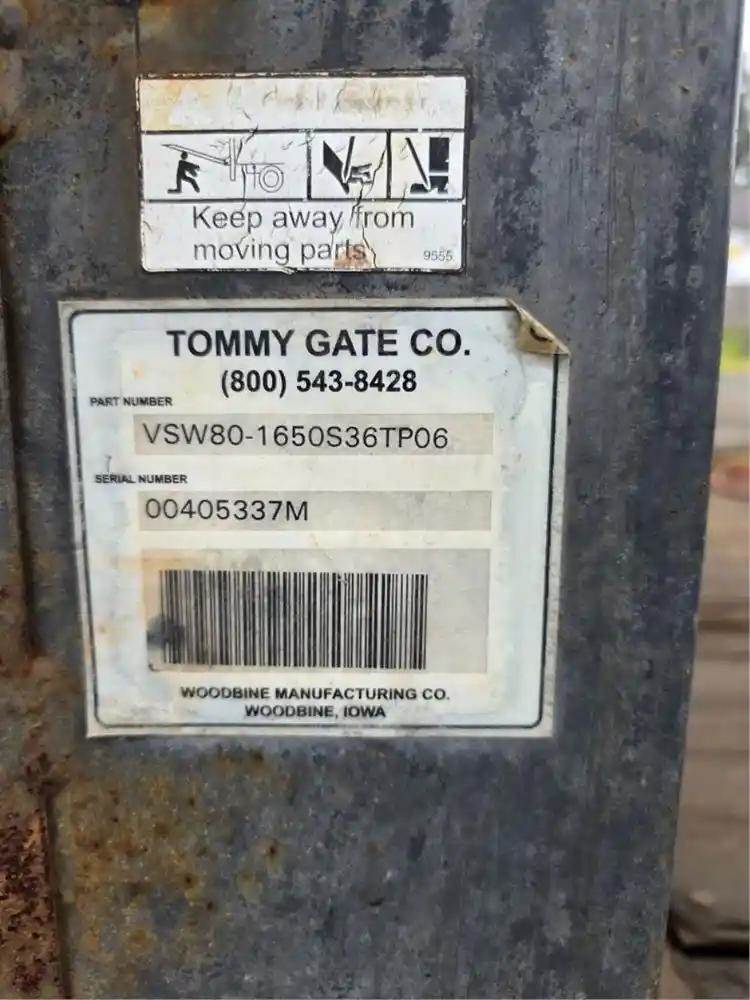 Keep away from
moving parts
9555
TOMMY GATE CO.
(800) 543-8428
PART NUMBER
VSW80-1650S36TP06
SERIAL NUMBER
00405337M
WOODBINE MANUFACTURING CO.
WOODBINE, IOWA